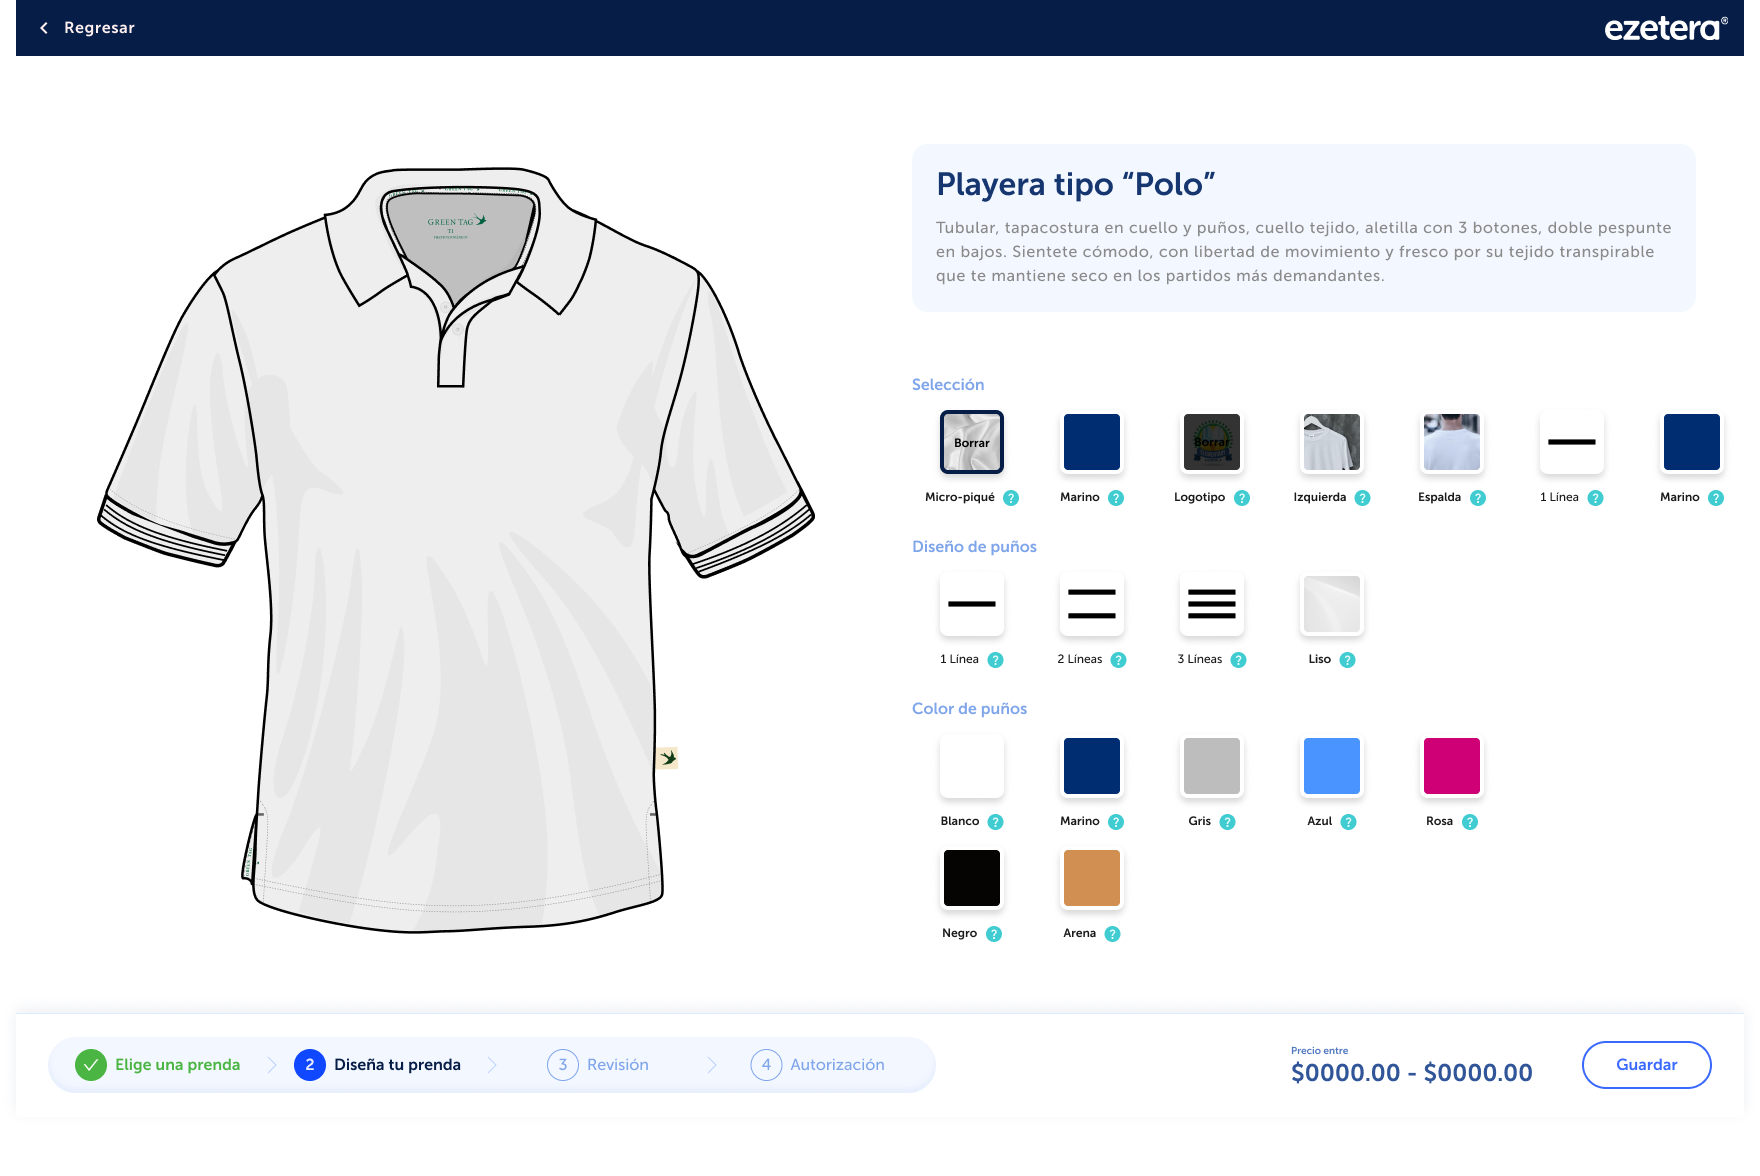 Regresar
ezetera®
GREEN TAG
Playera tipo “Polo”
Tubular, tapacostura en cuello y puños, cuello tejido, aletilla con 3 botones, doble pespunte
en bajos. Sientete cómodo, con libertad de movimiento y fresco por su tejido transpirable
que te mantiene seco en los partidos más demandantes.
Selección
Borrar
Borrar
Micro-piqué ?
Marino ?
Logotipo ?
Izquierda ?
Espalda ?
1 Línea ?
Marino ?
Diseño de puños
1 Línea ?
2 Líneas ?
3 Líneas ?
Liso ?
Color de puños
Blanco ?
Marino ?
Gris ?
Azul ?
Rosa ?
Negro ?
Arena ?
Elige una prenda
2 Diseña tu prenda
3 Revisión
4 Autorización
Precio entre
$0000.00 - $0000.00
Guardar